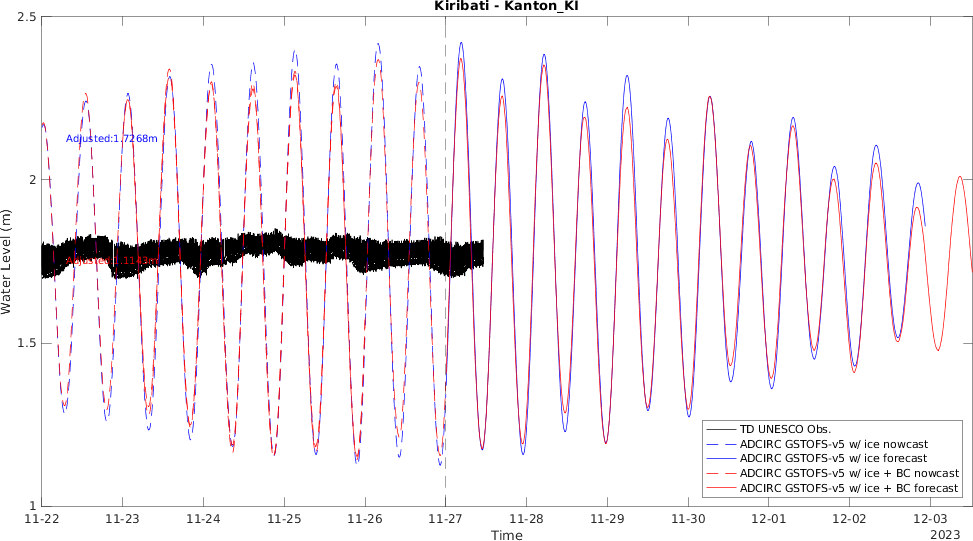 Kiribati - Kanton_KI
2.5
2
1.5
1
Water Level (m)
Adjusted:1.7268m
TD UNESCO Obs.
ADCIRC GSTOFS-v5 w/ ice nowcast
ADCIRC GSTOFS-v5 w/ ice forecast
ADCIRC GSTOFS-v5 w/ ice + BC nowcast
ADCIRC GSTOFS-v5 w/ ice + BC forecast
11-22 11-23 11-24 11-25 11-26 11-27 11-28 11-29 11-30 12-01 12-02 12-03
Time
2023